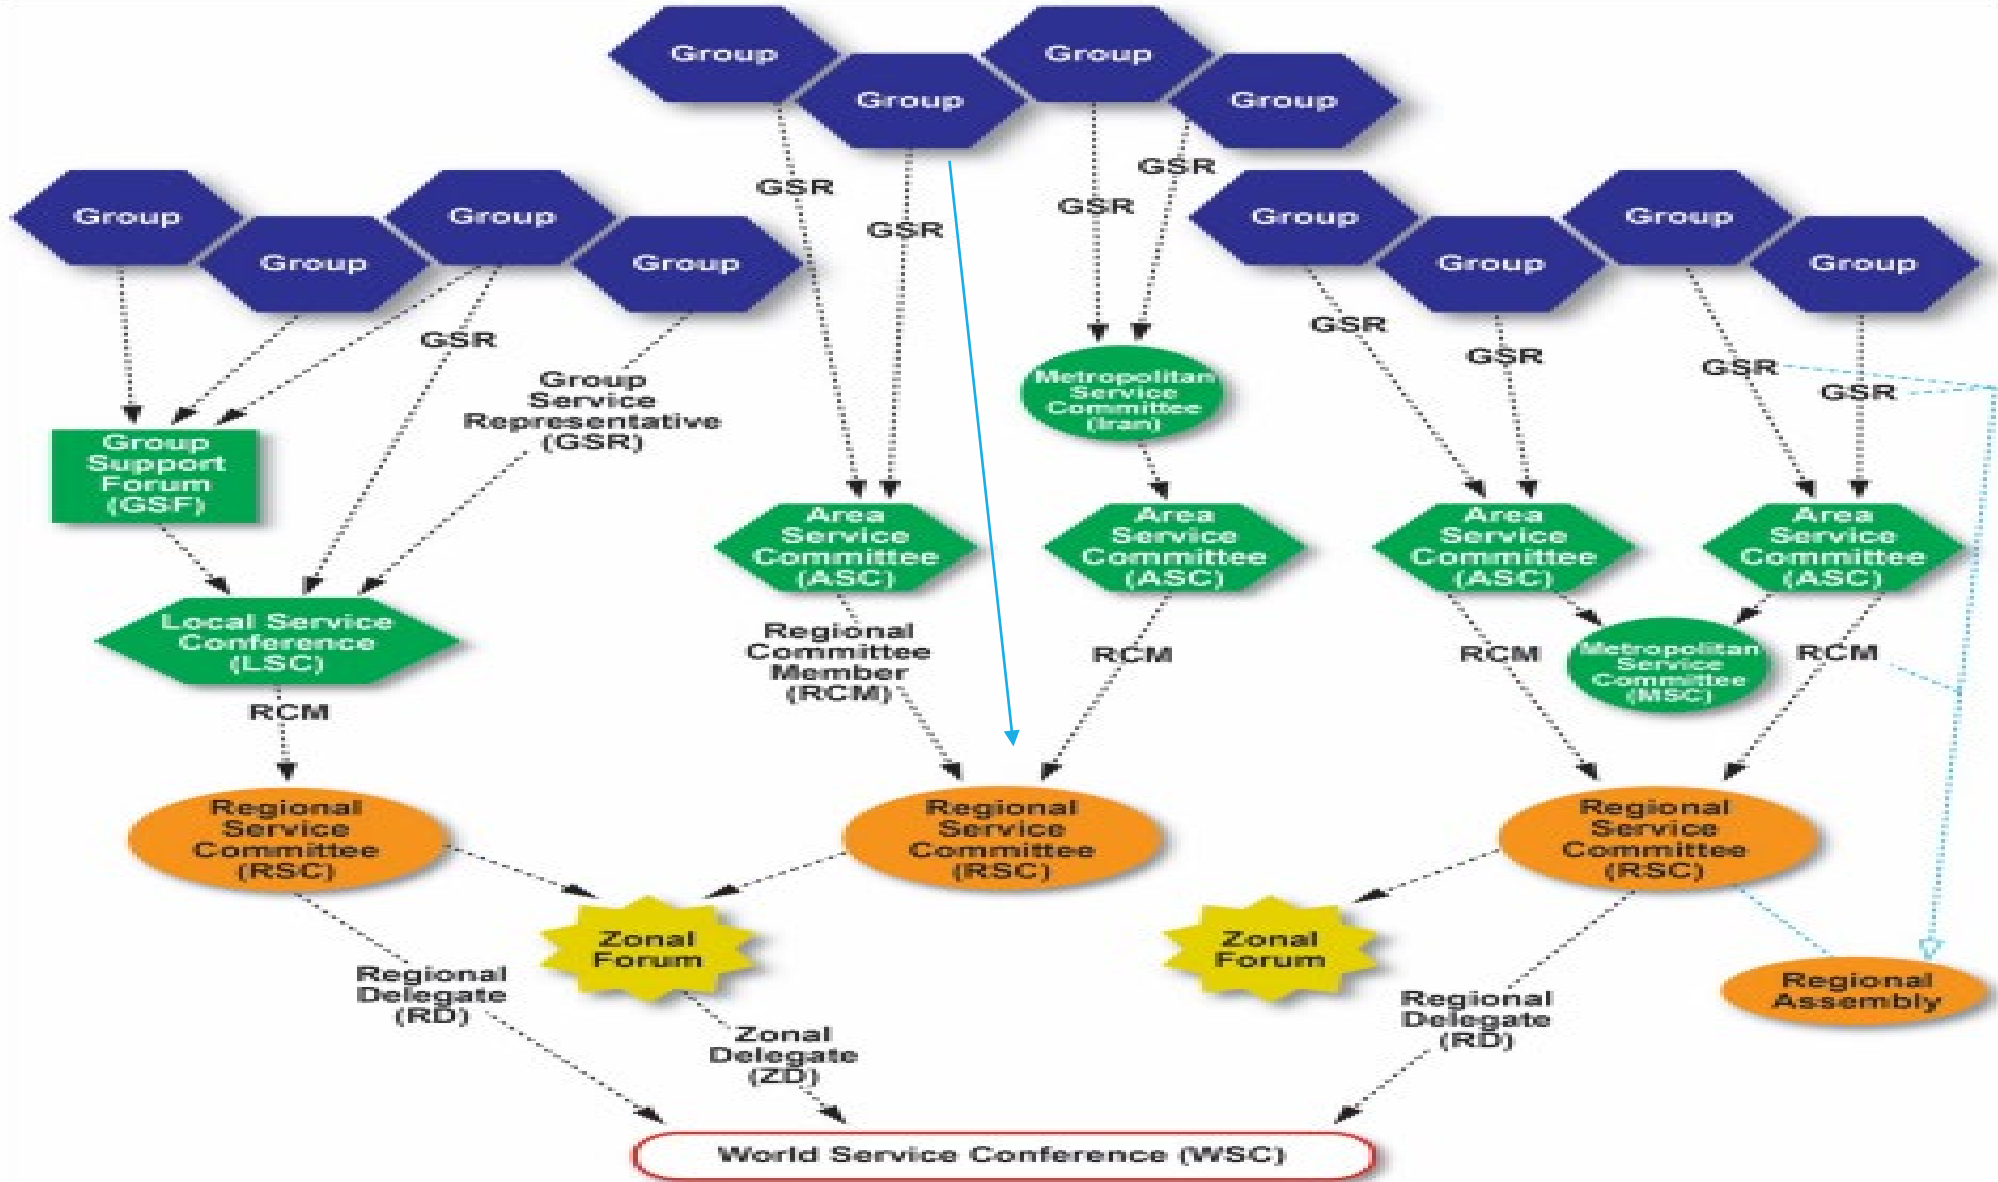 Group
Group
Group
Group
GSR
GSR
GSR
GSR
Group
Group
Group
Group
Group
Group
Group
Group
GSR
Group
Service
Representative
(GSR)
GSR
GSR
GSR
GSR
Metropolitan
Service
Committee
(Iran)
Group
Support
Forum
(GSF)
Area
Service
Committee
(ASC)
Area
Service
Committee
(ASC)
Area
Service
Committee
(ASC)
Area
Service
Committee
(ASC)
Local Service
Conference
(LSC)
Regional
Committee
Member
(RCM)
RCM
RCM
Metropolitan
Service
Committee
(MSC)
RCM
RCM
Regional
Service
Committee
(RSC)
Regional
Service
Committee
(RSC)
Regional
Service
Committee
(RSC)
Zonal
Forum
Zonal
Forum
Regional
Assembly
Regional
Delegate
(RD)
Zonal
Delegate
(ZD)
Regional
Delegate
(RD)
World Service Conference (WSC)